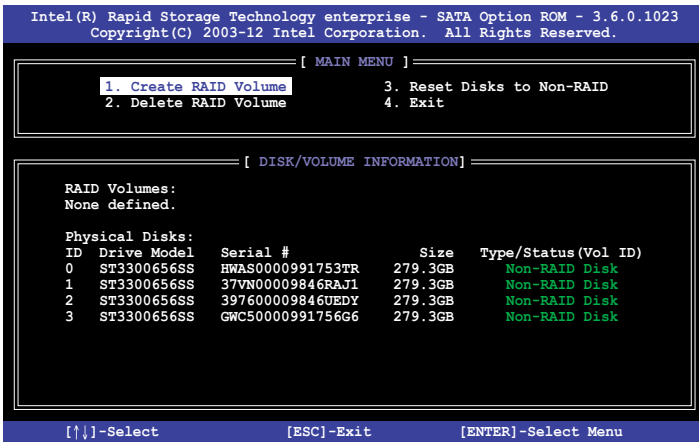 Intel(R) Rapid Storage Technology enterprise - SATA Option ROM - 3.6.0.1023
Copyright(C) 2003-12 Intel Corporation. All Rights Reserved.
[ MAIN MENU ]
1. Create RAID Volume 3. Reset Disks to Non-RAID
2. Delete RAID Volume 4. Exit
[ DISK/VOLUME INFORMATION]
RAID Volumes:
None defined.
Physical Disks:
ID Drive Model Serial # Size Type/Status(Vol ID)
0 ST3300656SS HWAS0000991753TR 279.3GB Non-RAID Disk
1 ST3300656SS 37VN00009846RAJ1 279.3GB Non-RAID Disk
2 ST3300656SS 397600009846UEDY 279.3GB Non-RAID Disk
3 ST3300656SS GWC50000991756G6 279.3GB Non-RAID Disk
[↑↓]-Select [ESC]-Exit [ENTER]-Select Menu